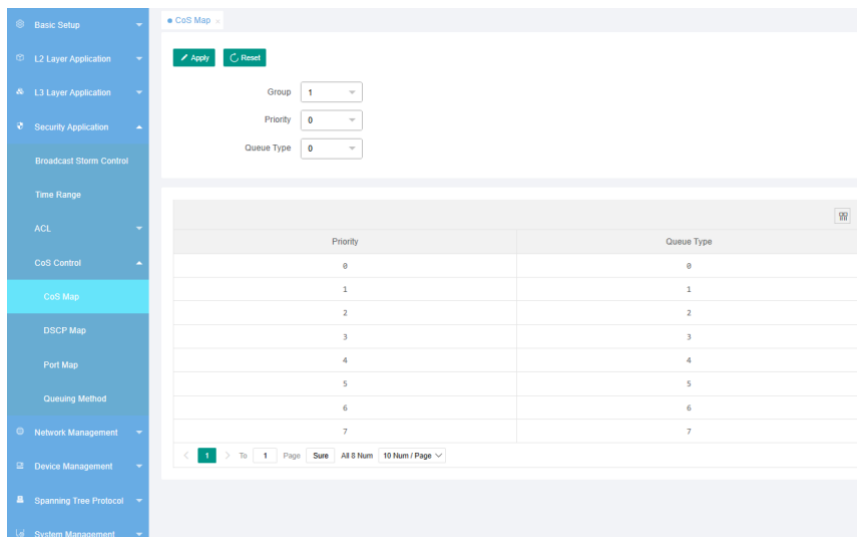 Basic Setup
L2 Layer Application
L3 Layer Application
Security Application
Broadcast Storm Control
Time Range
ACL
CoS Control
CoS Map
DSCP Map
Port Map
Queuing Method
Network Management
Device Management
Spanning Tree Protocol
System Management
CoS Map
Apply Reset
Group 1
Priority 0
Queue Type 0
Priority Queue Type
0 0
1 1
2 2
3 3
4 4
5 5
6 6
7 7
1 To 1 Page Sure All 8 Num 10 Num / Page